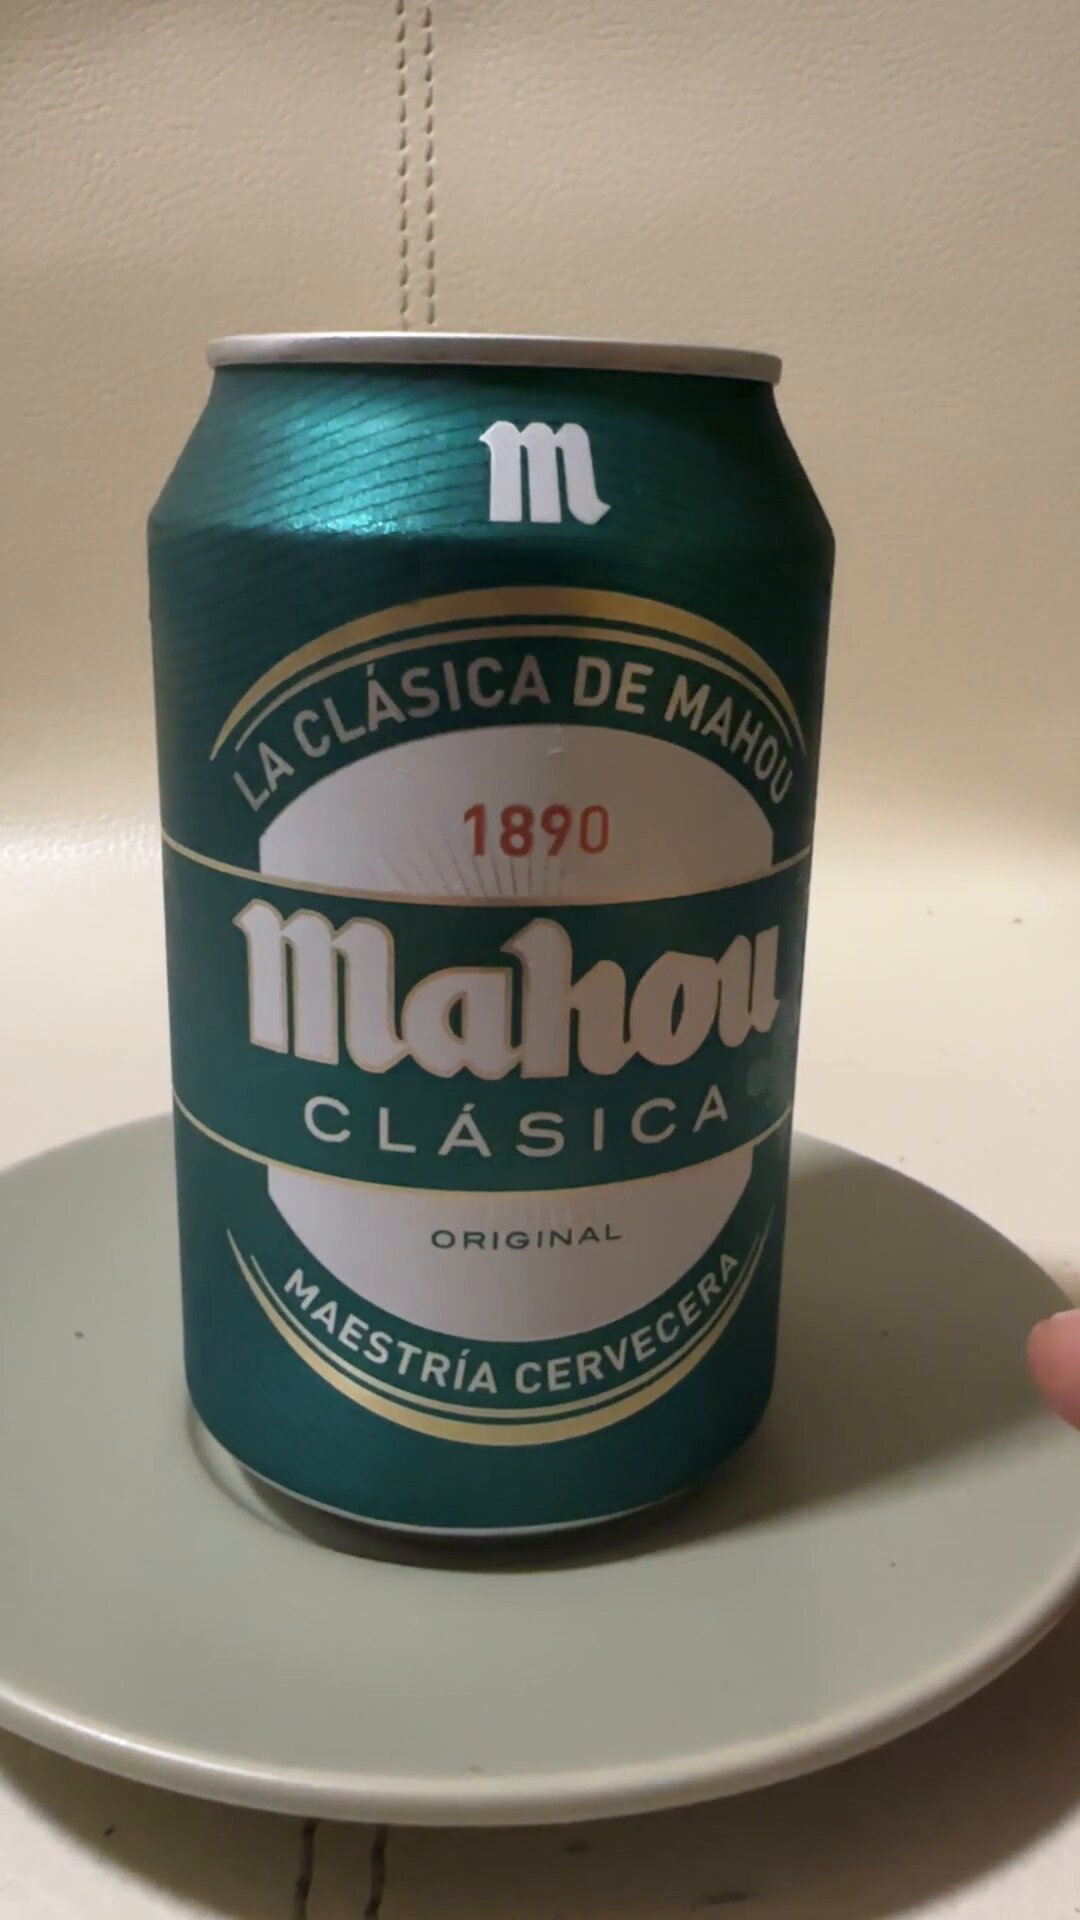 m
LA CLÁSICA DE MAHOU
1890
Mahou
CLÁSICA
ORIGINAL
MAESTRÍA CERVECERA